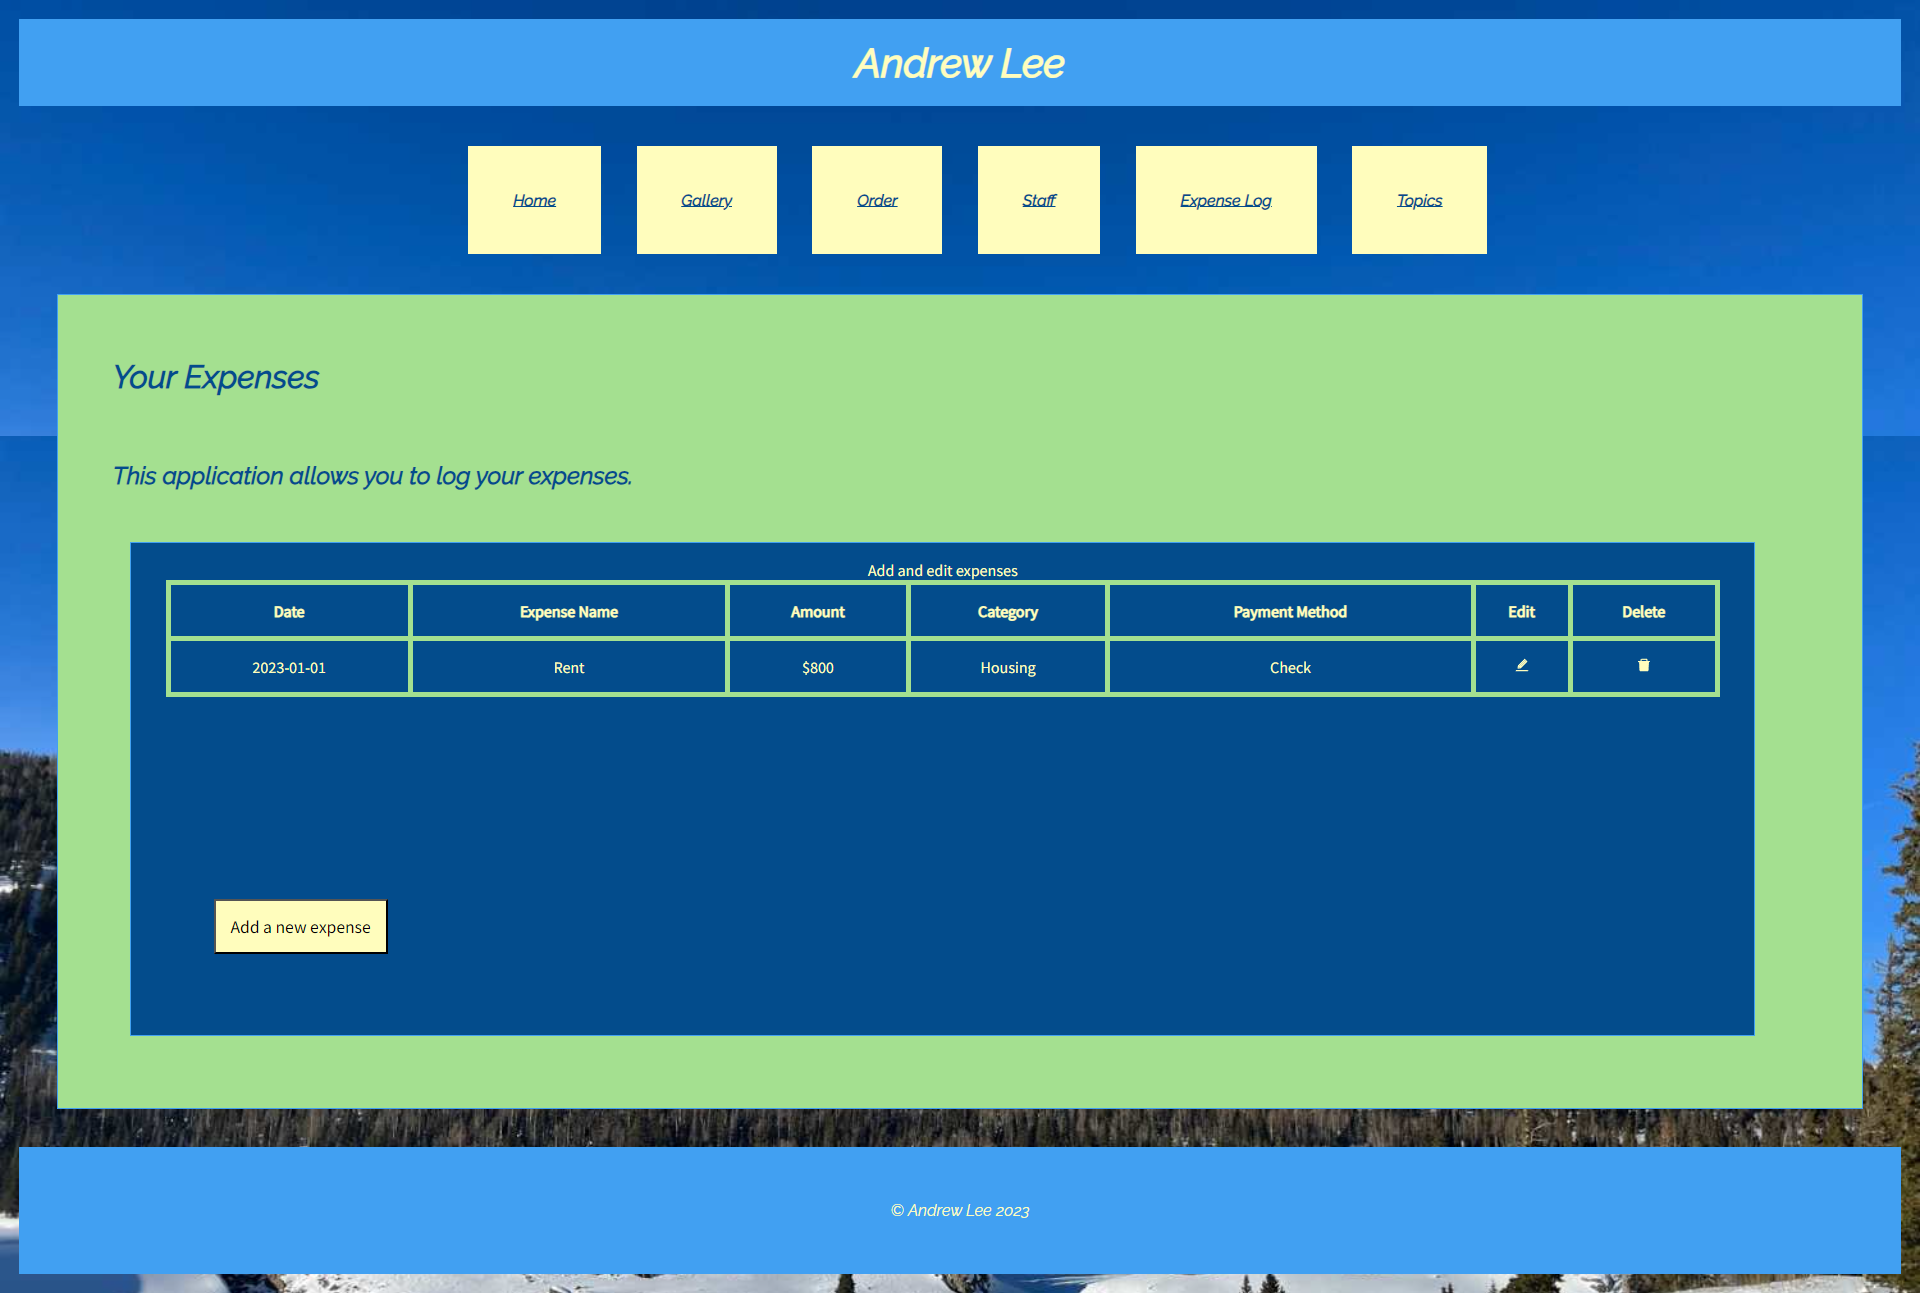 Andrew Lee
Home Gallery Order Staff Expense Log Topics
Your Expenses
This application allows you to log your expenses.
Add and edit expenses
Date Expense Name Amount Category Payment Method Edit Delete
2023-01-01 Rent $800 Housing Check
Add a new expense
© Andrew Lee 2023